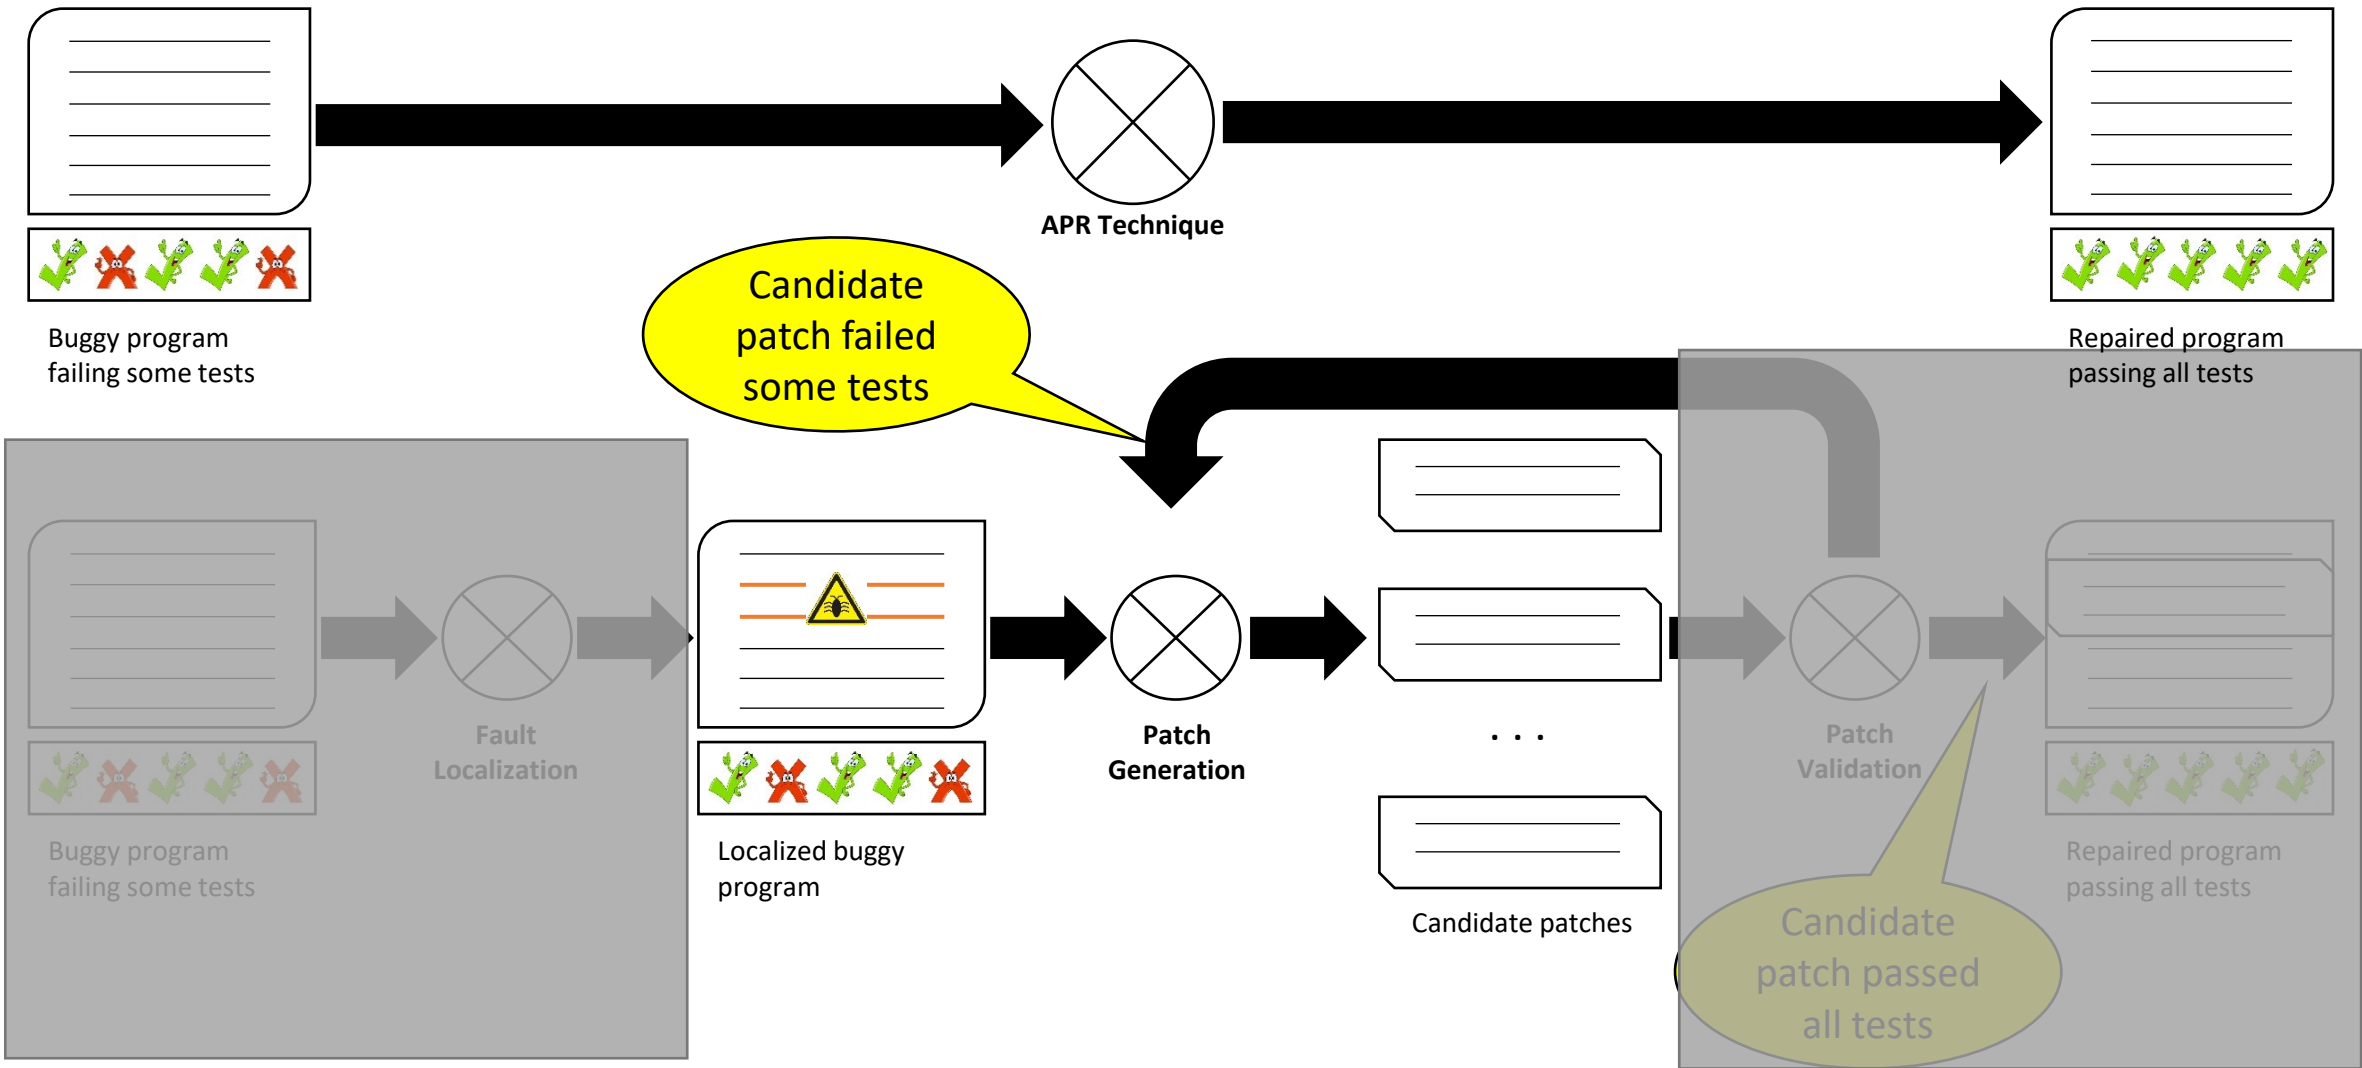 APR Technique
Buggy program
failing some tests
Candidate
patch failed
some tests
Repaired program
passing all tests
Fault
Localization
Buggy program
failing some tests
Localized buggy
program
Patch
Generation
. . .
Candidate patches
Patch
Validation
Repaired program
passing all tests
Candidate
patch passed
all tests